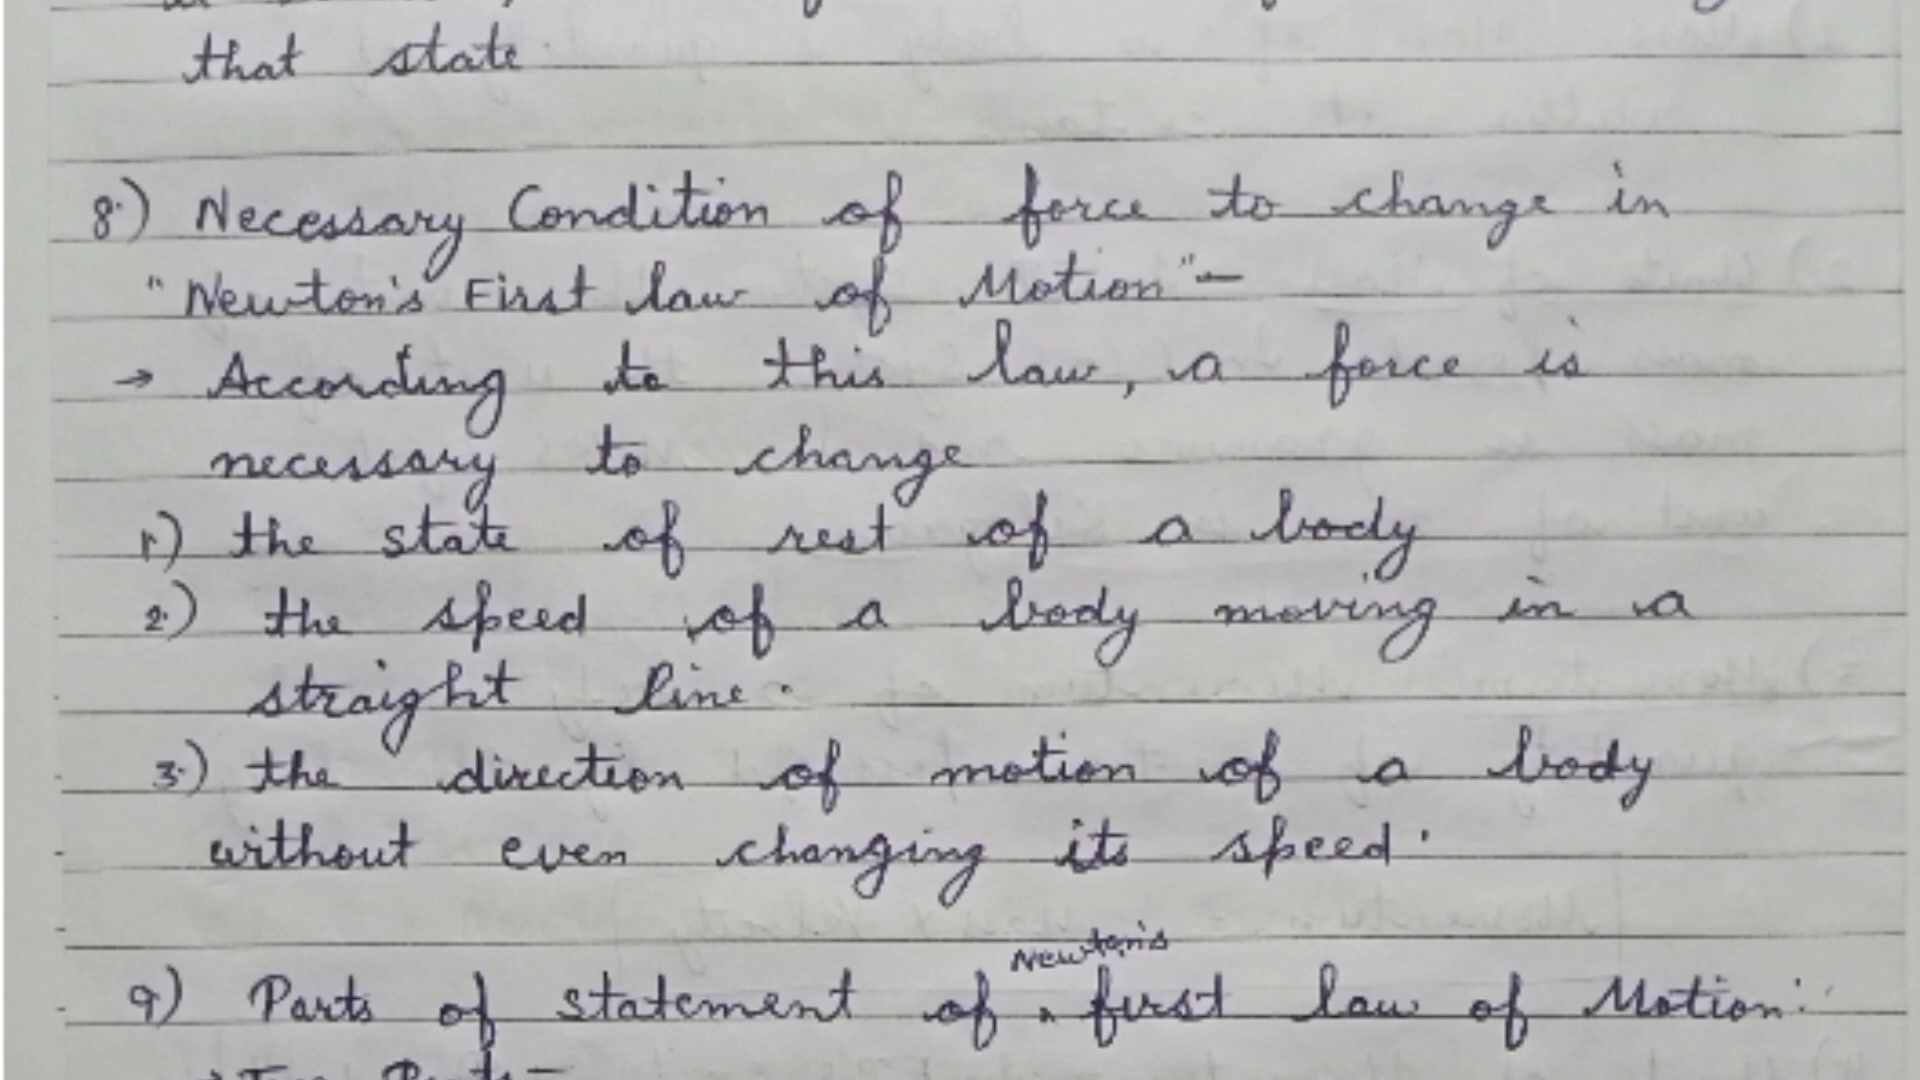 that state
8.) Necessary Condition of force to change in
"Newton's First law of Motion"-
→ According to this law, a force is
necessary to change
1.) the state of rest of a body
2.) the speed of a body moving in a
straight line.
3.) the direction of motion of a body
without even changing its speed.
Newton's
9) Parts of statement of ^ first law of Motion:
→ Two Parts-